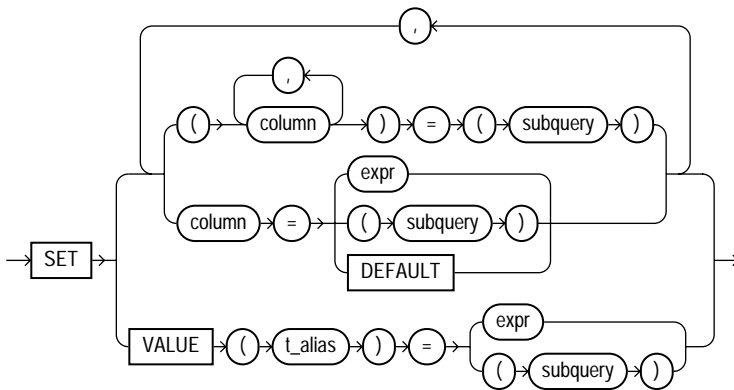 ,
,
( column ) = ( subquery )
expr
column = ( subquery )
DEFAULT
SET
expr
VALUE ( t_alias ) =
( subquery )